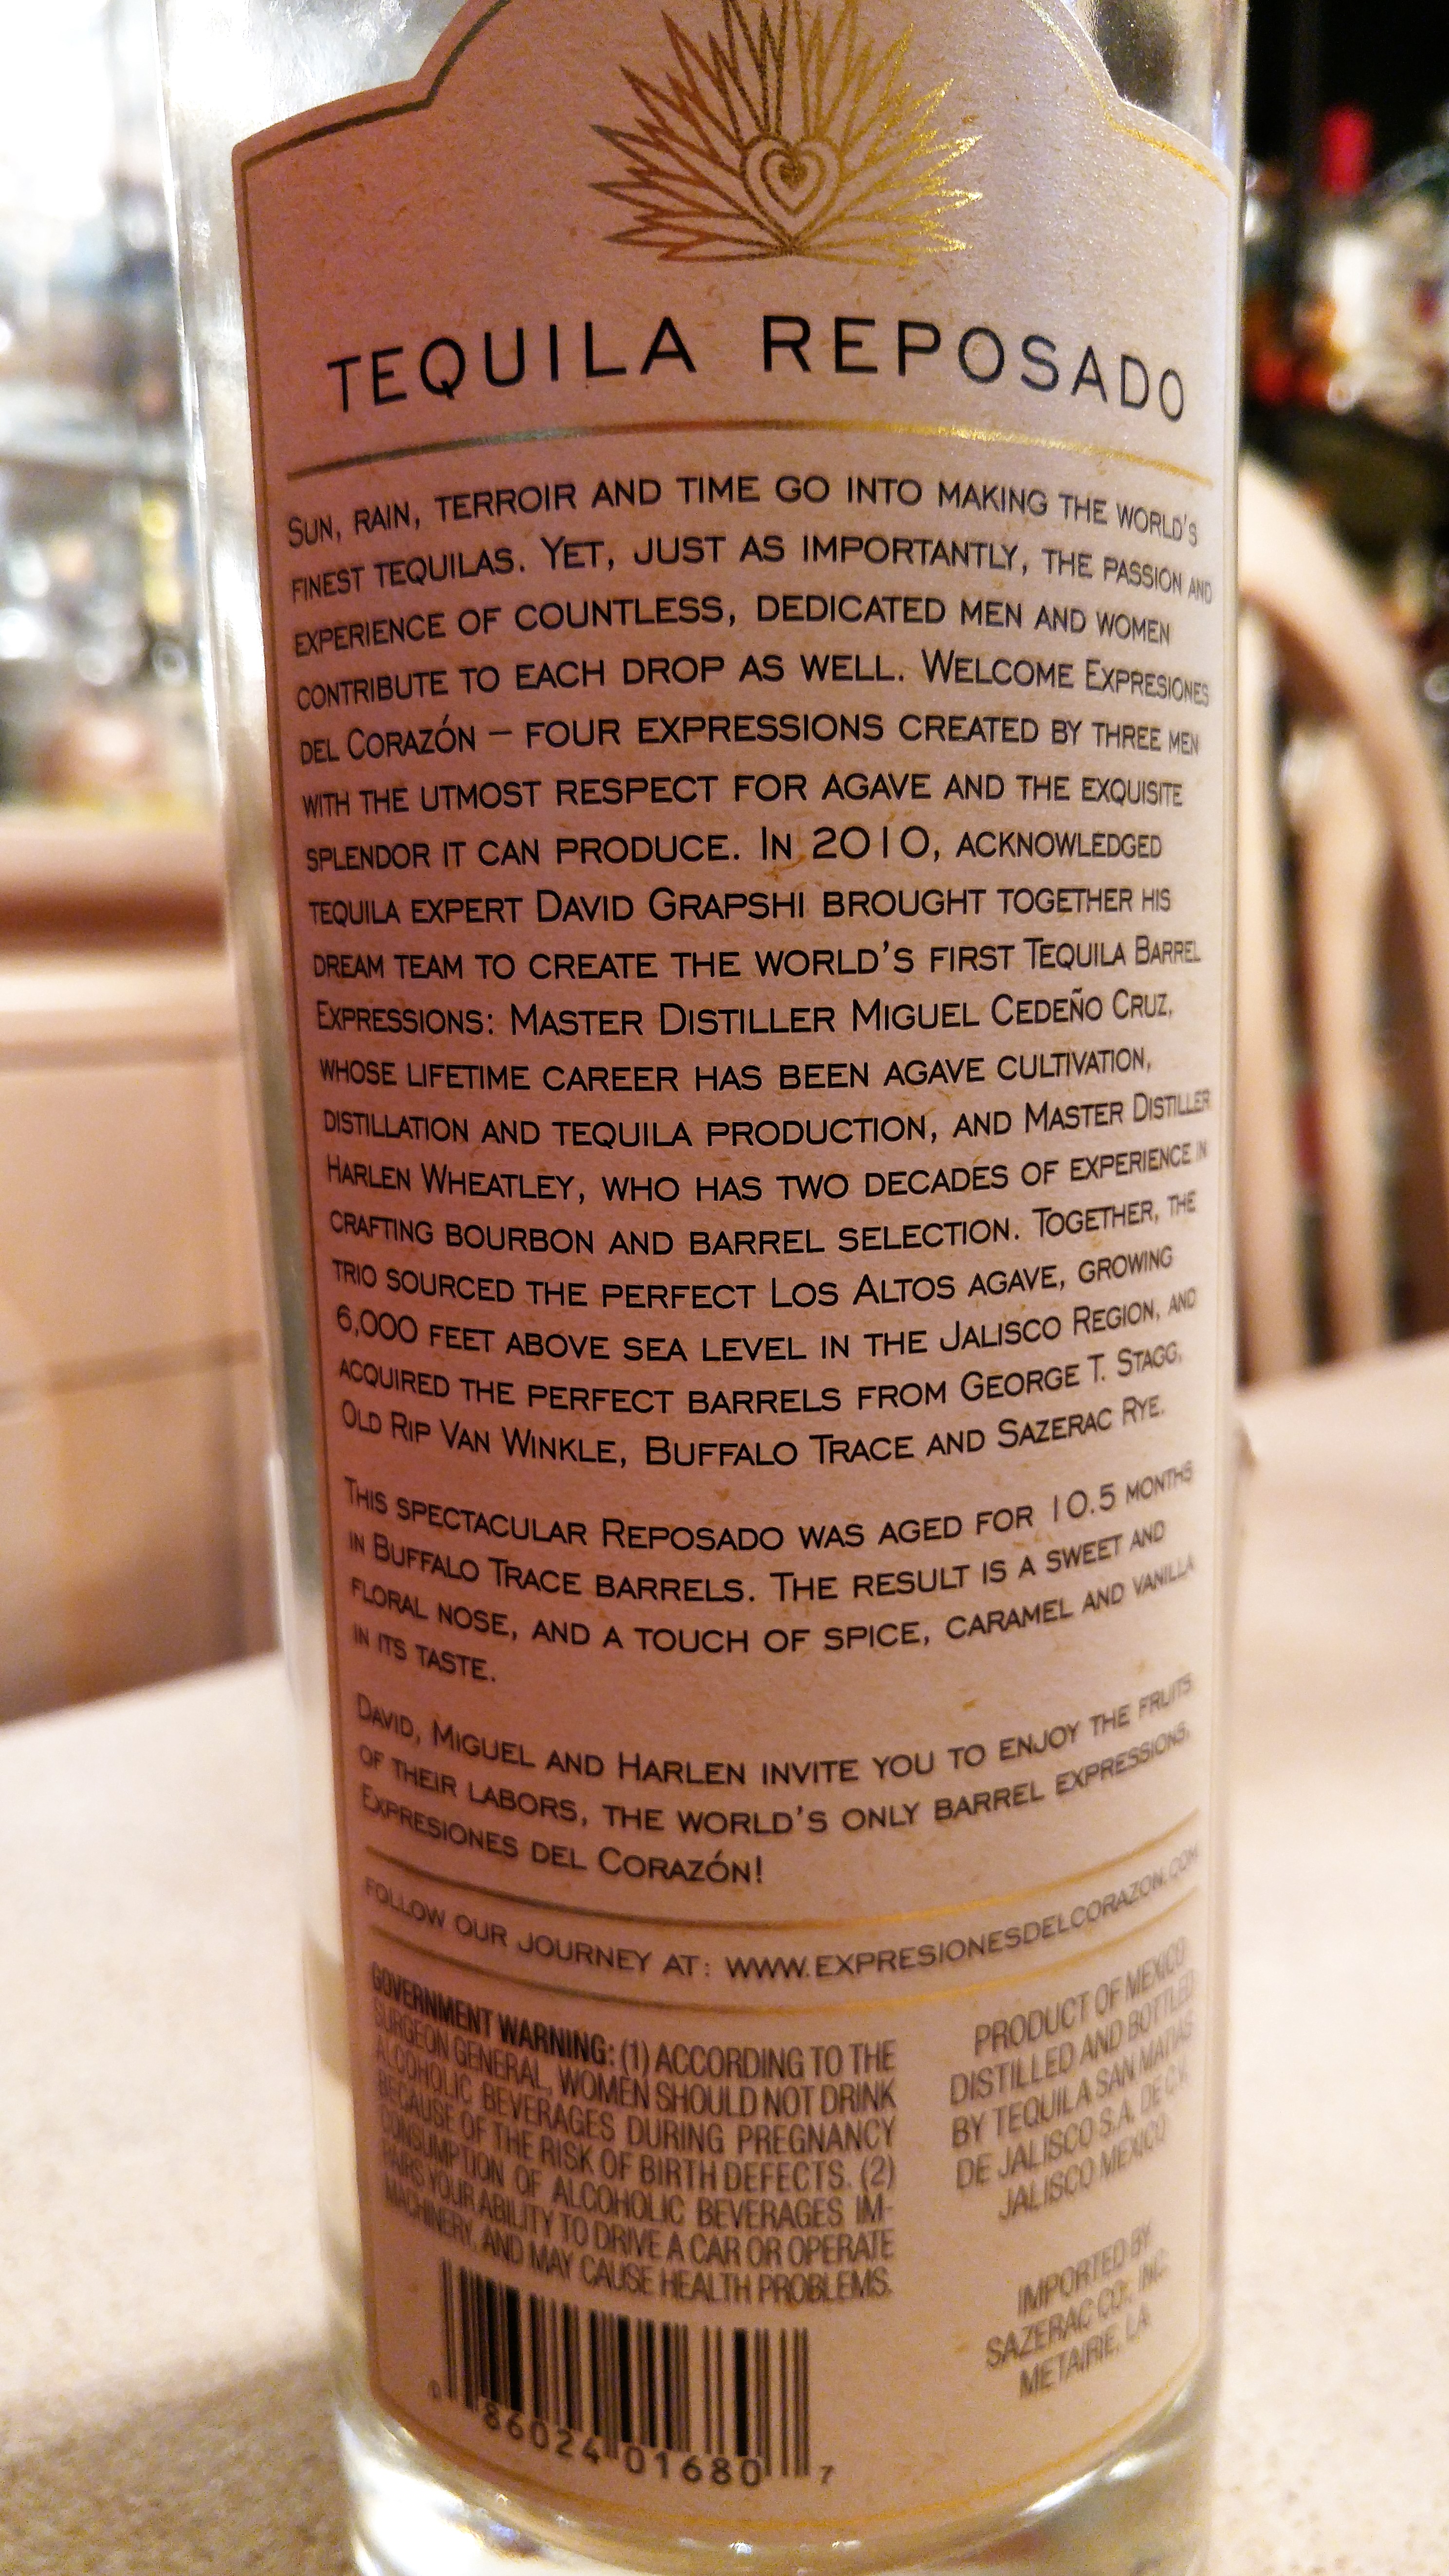 TEQUILA REPOSADO
SUN, RAIN, TERROIR AND TIME GO INTO MAKING THE WORLD'S
FINEST TEQUILAS. YET, JUST AS IMPORTANTLY, THE PASSION AND
EXPERIENCE OF COUNTLESS, DEDICATED MEN AND WOMEN
CONTRIBUTE TO EACH DROP AS WELL. WELCOME EXPRESIONES
DEL CORAZÓN – FOUR EXPRESSIONS CREATED BY THREE MEN
WITH THE UTMOST RESPECT FOR AGAVE AND THE EXQUISITE
SPLENDOR IT CAN PRODUCE. IN 2010, ACKNOWLEDGED
TEQUILA EXPERT DAVID GRAPSHI BROUGHT TOGETHER HIS
DREAM TEAM TO CREATE THE WORLD'S FIRST TEQUILA BARREL
EXPRESSIONS: MASTER DISTILLER MIGUEL CEDEÑO CRUZ,
WHOSE LIFETIME CAREER HAS BEEN AGAVE CULTIVATION,
DISTILLATION AND TEQUILA PRODUCTION, AND MASTER DISTILLER
HARLEN WHEATLEY, WHO HAS TWO DECADES OF EXPERIENCE IN
CRAFTING BOURBON AND BARREL SELECTION. TOGETHER, THE
TRIO SOURCED THE PERFECT LOS ALTOS AGAVE, GROWING
6,000 FEET ABOVE SEA LEVEL IN THE JALISCO REGION, AND
ACQUIRED THE PERFECT BARRELS FROM GEORGE T. STAGG,
OLD RIP VAN WINKLE, BUFFALO TRACE AND SAZERAC RYE.
THIS SPECTACULAR REPOSADO WAS AGED FOR 10.5 MONTHS
IN BUFFALO TRACE BARRELS. THE RESULT IS A SWEET AND
FLORAL NOSE, AND A TOUCH OF SPICE, CARAMEL AND VANILLA
IN ITS TASTE.
DAVID, MIGUEL AND HARLEN INVITE YOU TO ENJOY THE FRUITS
OF THEIR LABORS, THE WORLD'S ONLY BARREL EXPRESSIONS,
EXPRESIONES DEL CORAZÓN!
FOLLOW OUR JOURNEY AT: WWW.EXPRESIONESDELCORAZON.COM
GOVERNMENT WARNING: (1) ACCORDING TO THE
SURGEON GENERAL, WOMEN SHOULD NOT DRINK
ALCOHOLIC BEVERAGES DURING PREGNANCY
BECAUSE OF THE RISK OF BIRTH DEFECTS. (2)
CONSUMPTION OF ALCOHOLIC BEVERAGES IM-
PAIRS YOUR ABILITY TO DRIVE A CAR OR OPERATE
MACHINERY, AND MAY CAUSE HEALTH PROBLEMS.
PRODUCT OF MEXICO
DISTILLED AND BOTTLED
BY TEQUILA SAN MATIAS
DE JALISCO S.A. DE C.V.
JALISCO MEXICO
IMPORTED BY
SAZERAC CO., INC.
METAIRIE, LA
0 86024 01680 7